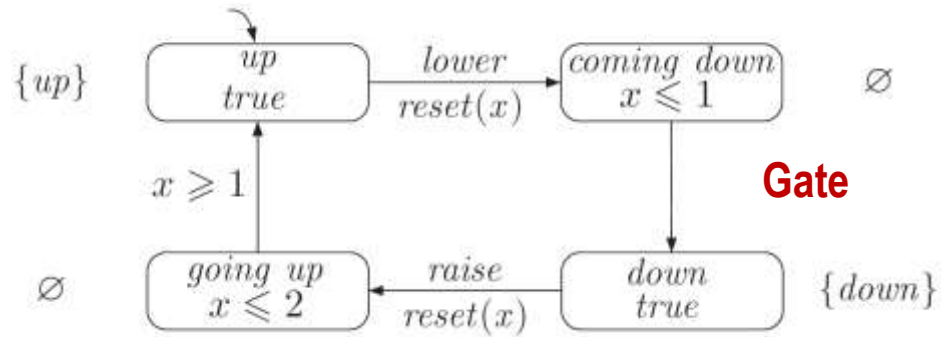 {up}
up
true
lower
reset(x)
coming down
x ⩽ 1
∅
x ⩾ 1
Gate
∅
going up
x ⩽ 2
raise
reset(x)
down
true
{down}